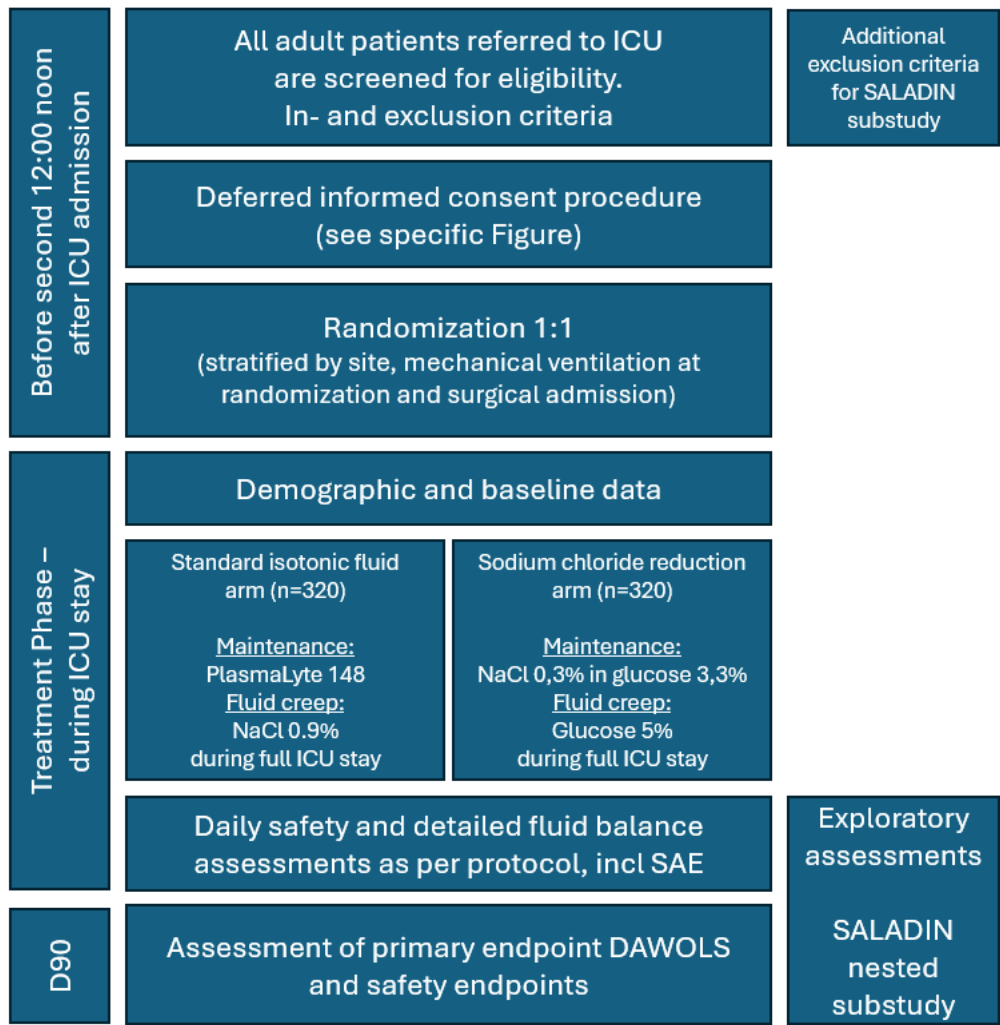 Before second 12:00 noon
after ICU admission
All adult patients referred to ICU
are screened for eligibility.
In- and exclusion criteria
Additional
exclusion criteria
for SALADIN
substudy
Deferred informed consent procedure
(see specific Figure)
Randomization 1:1
(stratified by site, mechanical ventilation at
randomization and surgical admission)
Treatment Phase –
during ICU stay
Demographic and baseline data
Standard isotonic fluid
arm (n=320)
Maintenance:
PlasmaLyte 148
Fluid creep:
NaCl 0.9%
during full ICU stay
Sodium chloride reduction
arm (n=320)
Maintenance:
NaCl 0,3% in glucose 3,3%
Fluid creep:
Glucose 5%
during full ICU stay
Daily safety and detailed fluid balance
assessments as per protocol, incl SAE
Exploratory
assessments
SALADIN
nested
substudy
D90
Assessment of primary endpoint DAWOLS
and safety endpoints